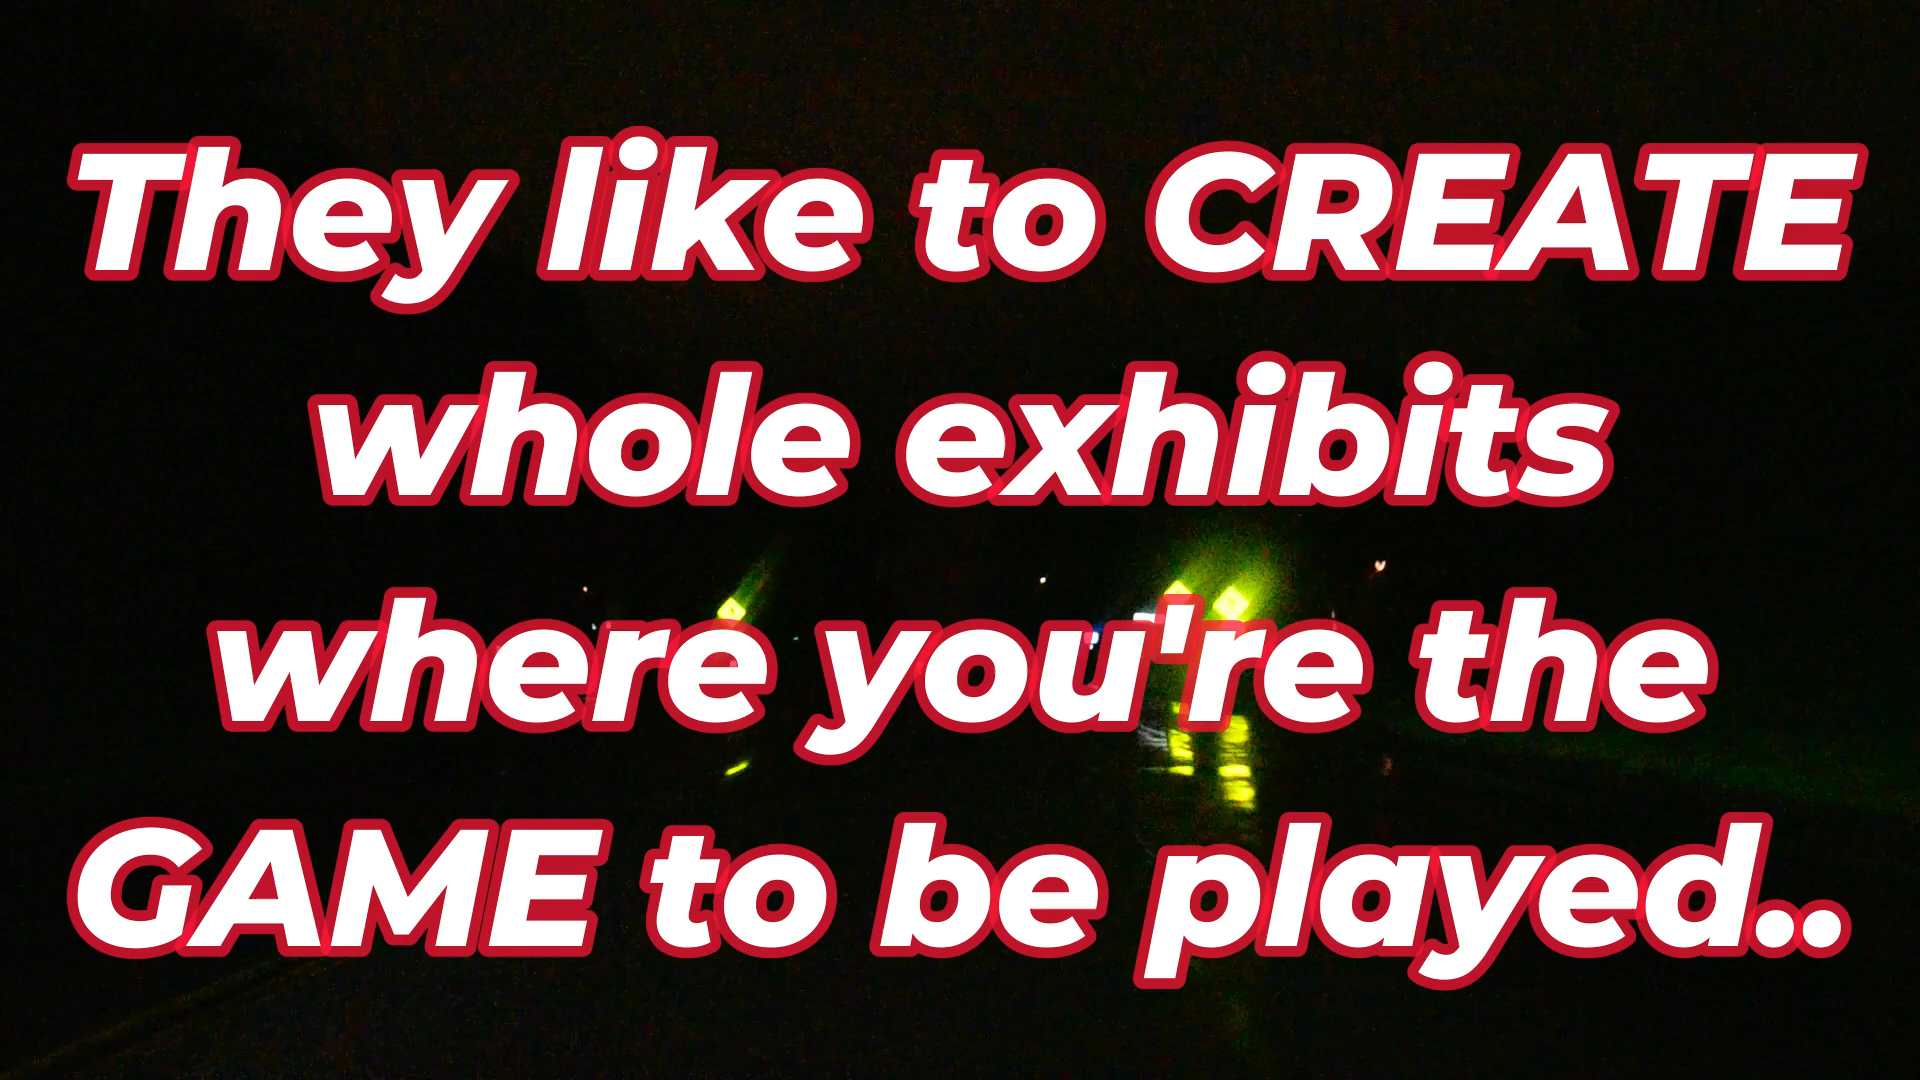 They like to CREATE
whole exhibits
where you're the
GAME to be played..